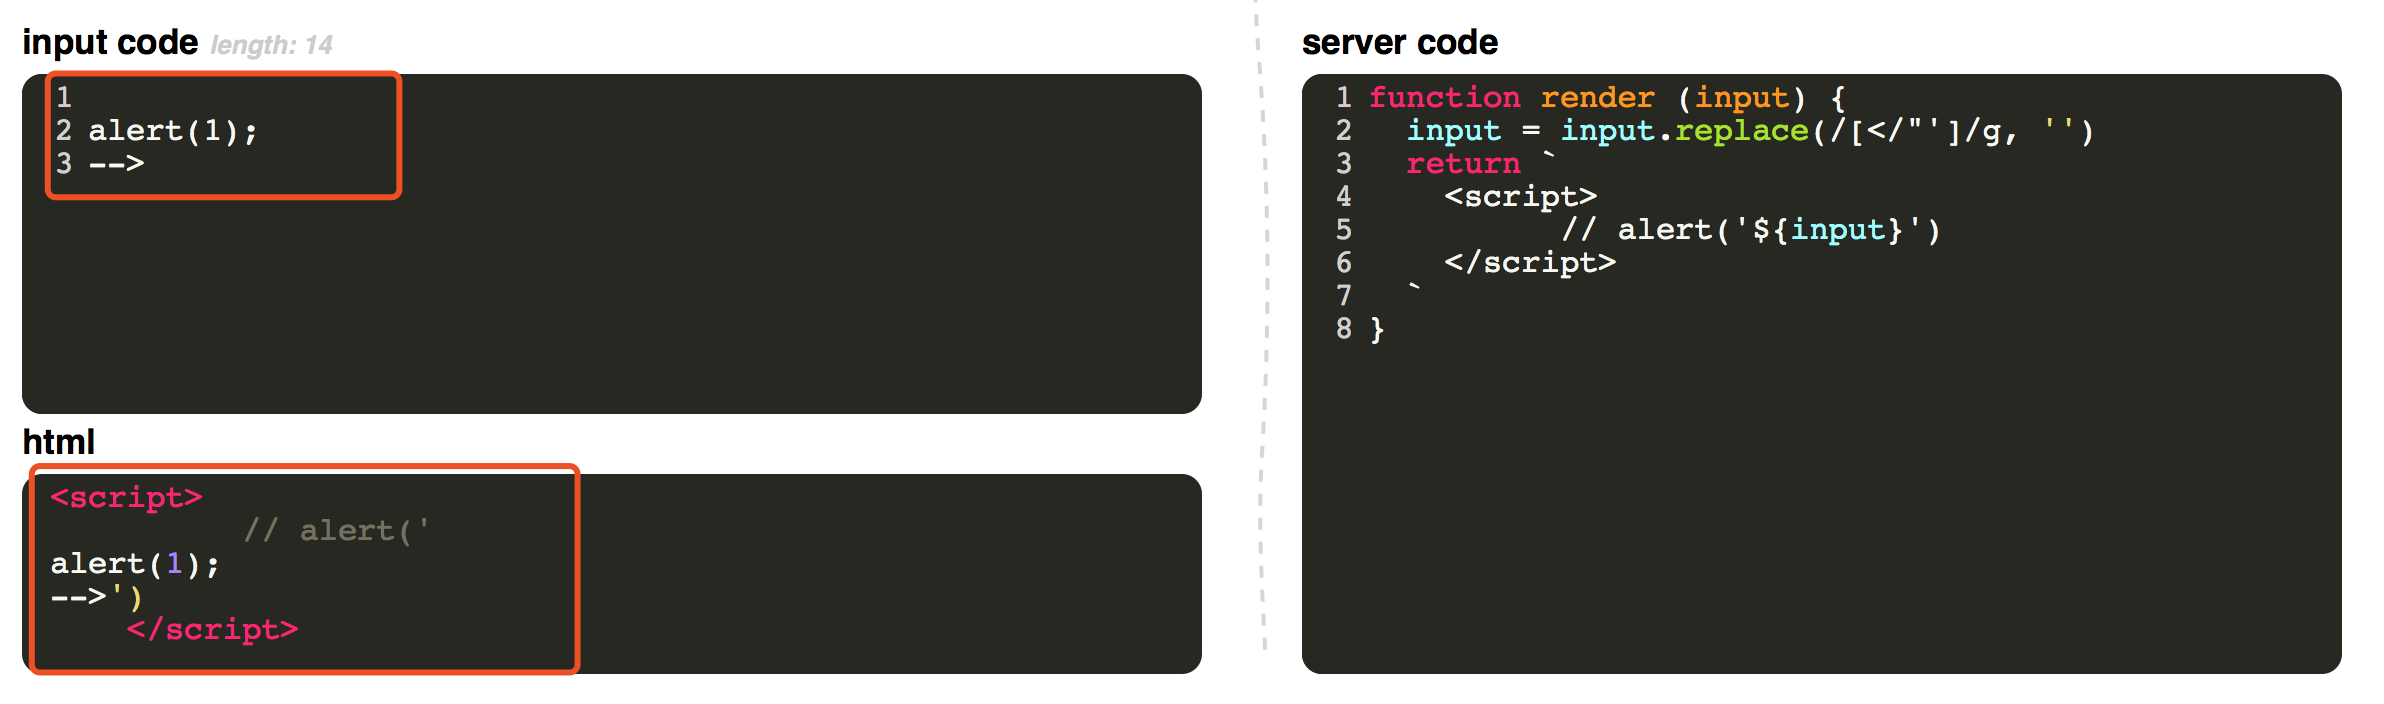 input code length: 14
1
2 alert(1);
3 -->
html
<script>
// alert('
alert(1);
-->')
</script>
server code
1 function render (input) {
2 input = input.replace(/[</"']/g, '')
3 return `
4 <script>
5 // alert('${input}')
6 </script>
7 `
8 }